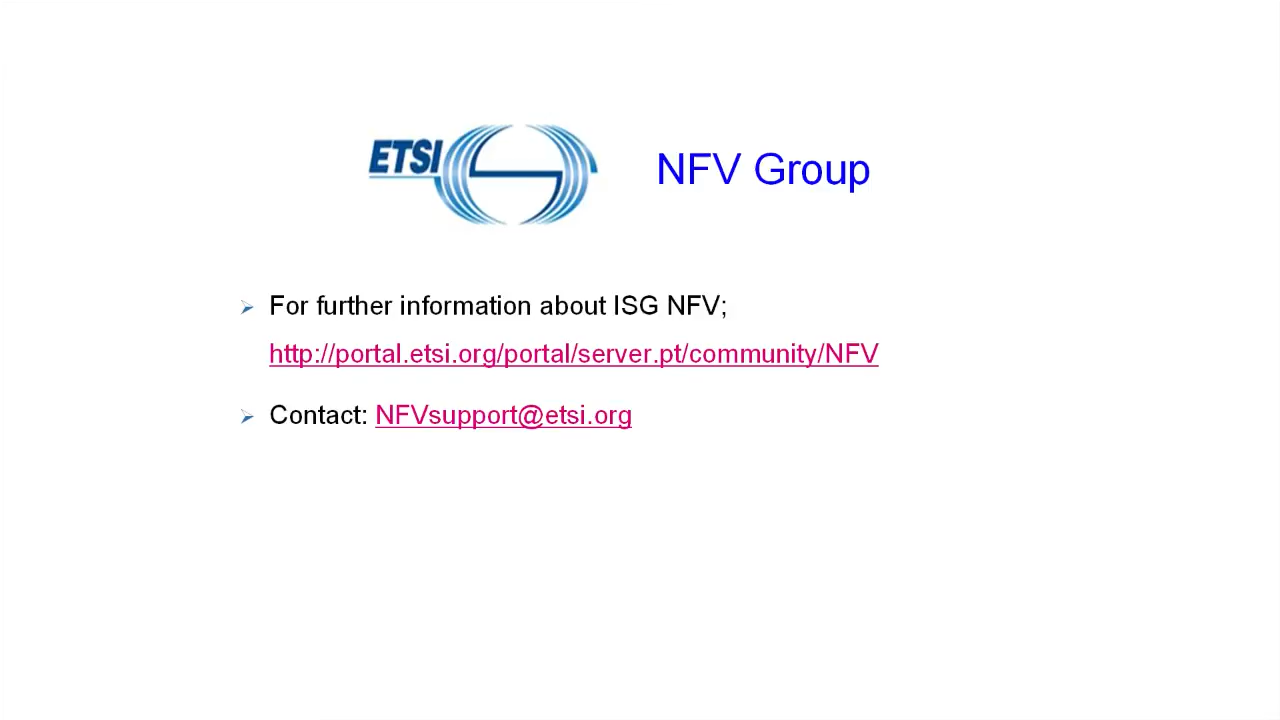 ETSI
NFV Group
For further information about ISG NFV;
http://portal.etsi.org/portal/server.pt/community/NFV
Contact: NFVsupport@etsi.org